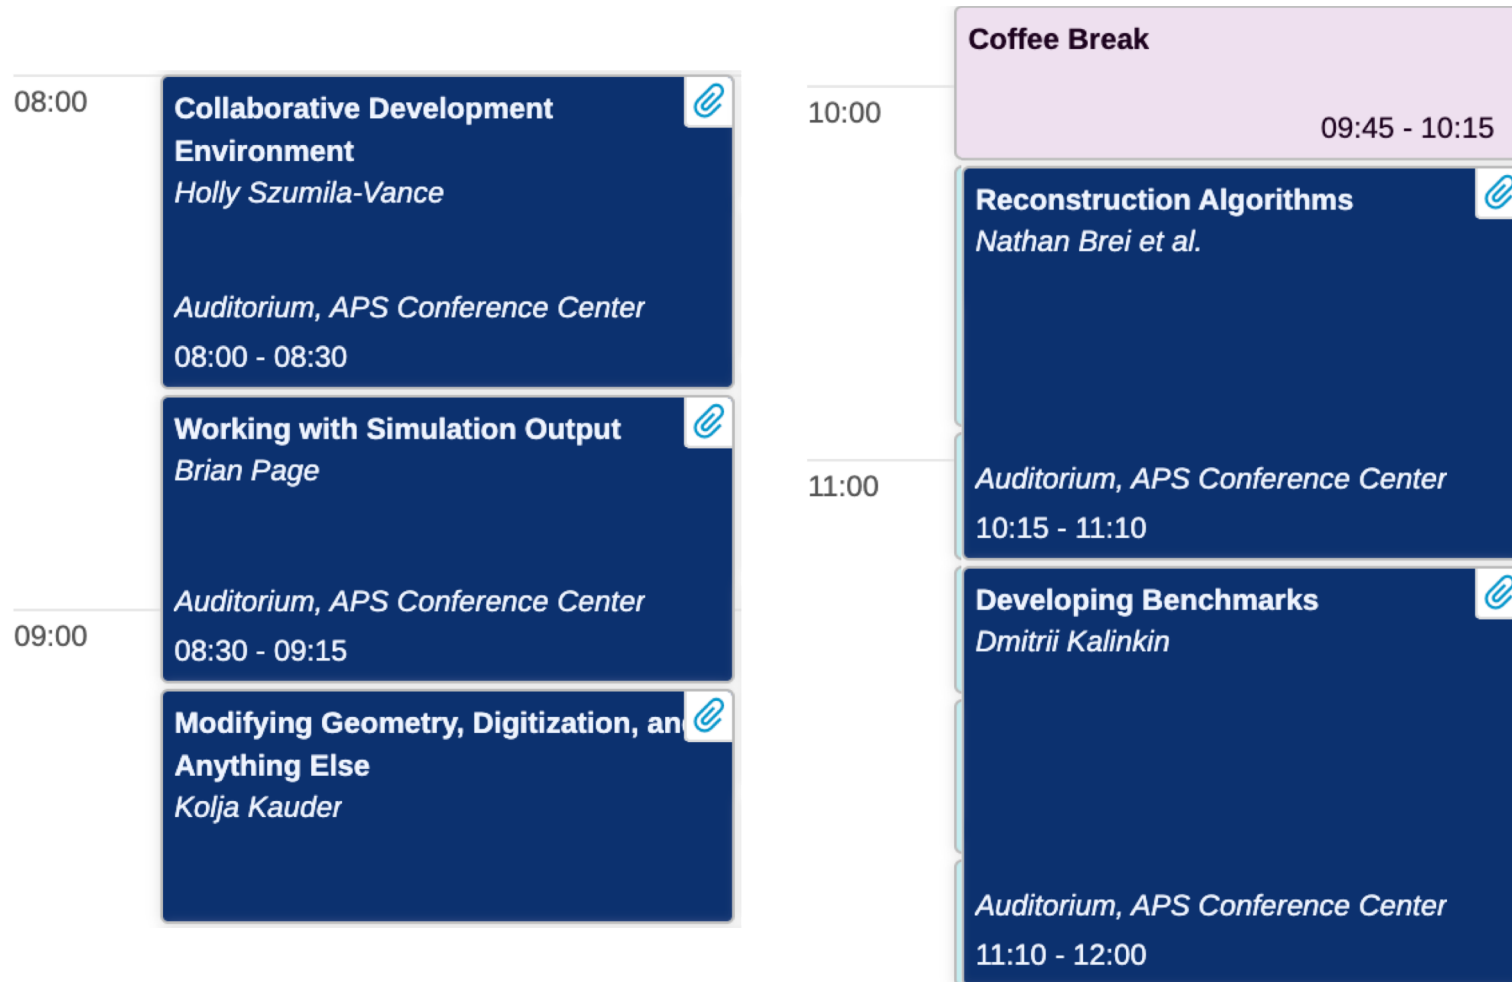 08:00
Collaborative Development
Environment
Holly Szumila-Vance
Auditorium, APS Conference Center
08:00 - 08:30
Working with Simulation Output
Brian Page
Auditorium, APS Conference Center
09:00
08:30 - 09:15
Modifying Geometry, Digitization, and
Anything Else
Kolja Kauder
Coffee Break
10:00
09:45 - 10:15
Reconstruction Algorithms
Nathan Brei et al.
11:00
Auditorium, APS Conference Center
10:15 - 11:10
Developing Benchmarks
Dmitrii Kalinkin
Auditorium, APS Conference Center
11:10 - 12:00